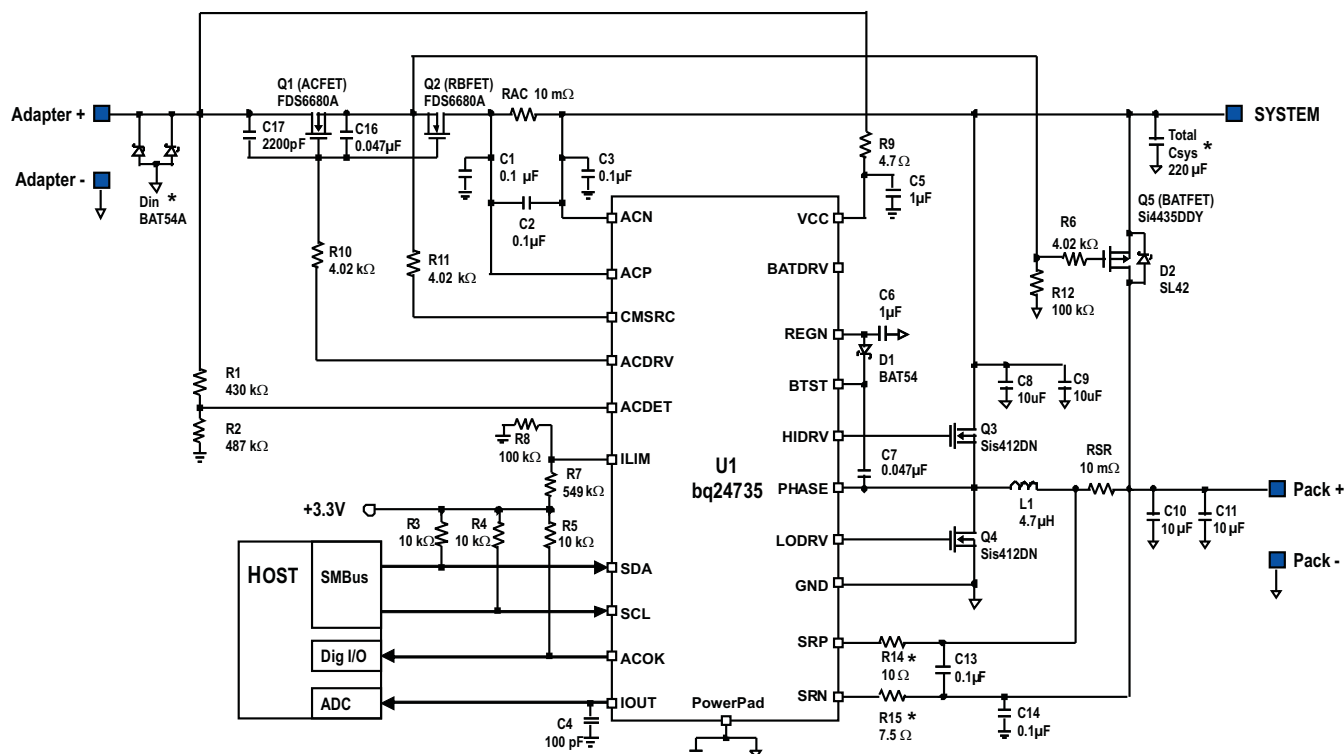 Adapter +
Adapter -
Din *
BAT54A
Q1 (ACFET)
FDS6680A
C17
2200pF
C16
0.047µF
Q2 (RBFET)
FDS6680A
RAC 10 mΩ
C1
0.1 µF
C3
0.1µF
C2
0.1µF
R10
4.02 kΩ
R11
4.02 kΩ
R1
430 kΩ
R2
487 kΩ
R8
100 kΩ
R7
549 kΩ
+3.3V
R3
10 kΩ
R4
10 kΩ
R5
10 kΩ
HOST
SMBus
Dig I/O
ADC
C4
100 pF
ACN
ACP
CMSRC
ACDRV
ACDET
ILIM
SDA
SCL
ACOK
IOUT
U1
bq24735
PowerPad
VCC
BATDRV
REGN
BTST
HIDRV
PHASE
LODRV
GND
SRP
SRN
R9
4.7 Ω
C5
1µF
C6
1µF
D1
BAT54
C7
0.047µF
Q3
Sis412DN
Q4
Sis412DN
C8
10uF
C9
10uF
L1
4.7µH
RSR
10 mΩ
R14 *
10 Ω
C13
0.1µF
R15 *
7.5 Ω
C14
0.1µF
SYSTEM
Total
Csys *
220 µF
Q5 (BATFET)
Si4435DDY
R6
4.02 kΩ
R12
100 kΩ
D2
SL42
C10
10 µF
C11
10 µF
Pack +
Pack -